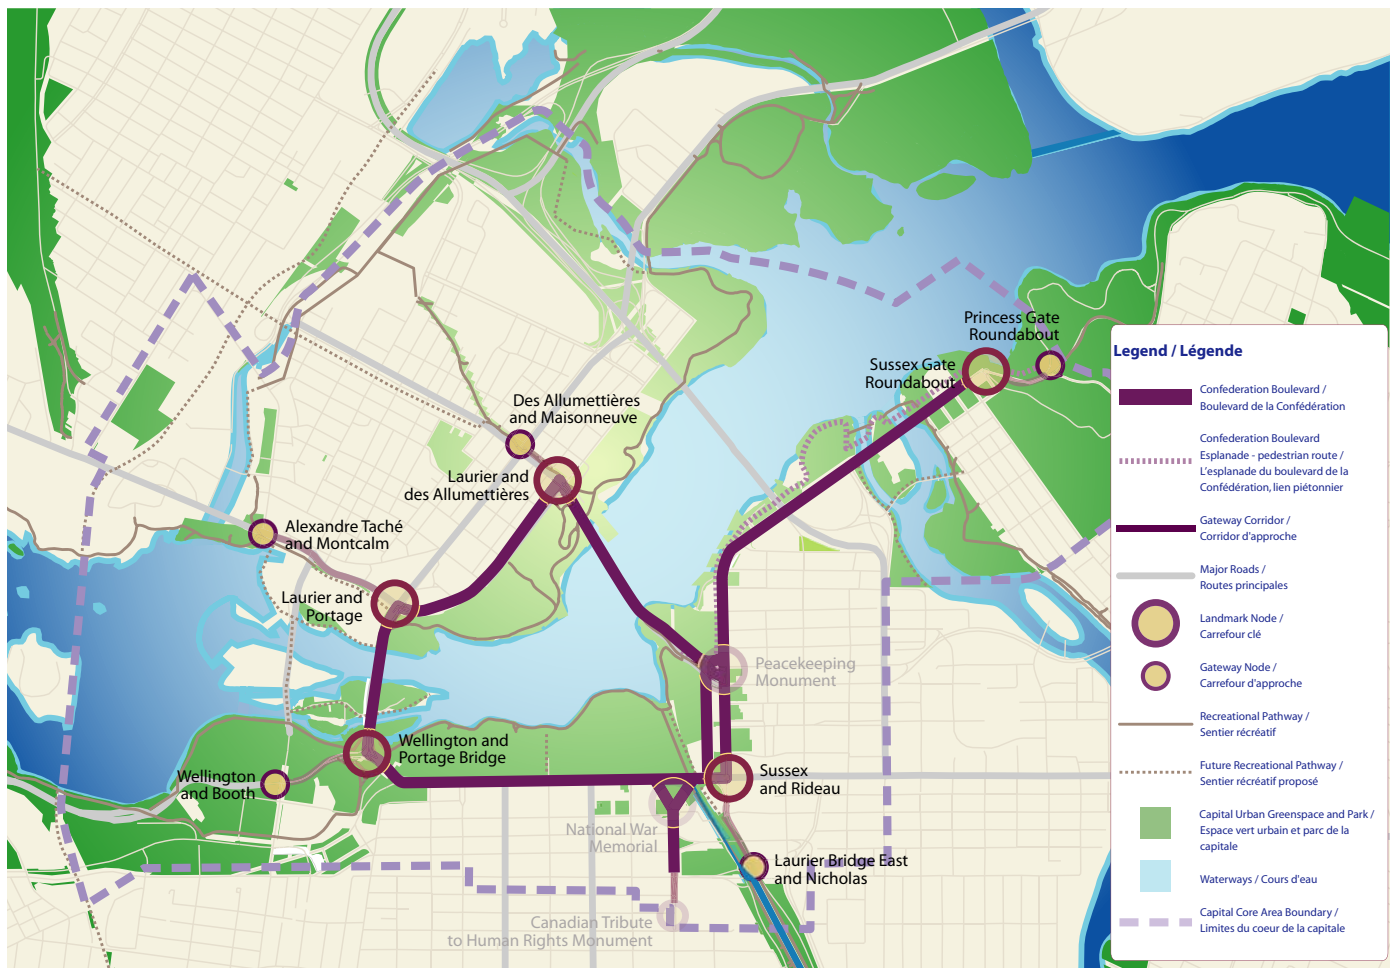 Princess Gate
Roundabout
Sussex Gate
Roundabout
Des Allumettières
and Maisonneuve
Laurier and
des Allumettières
Alexandre Taché
and Montcalm
Laurier and
Portage
Peacekeeping
Monument
Wellington and
Portage Bridge
Wellington
and Booth
Sussex
and Rideau
National War
Memorial
Laurier Bridge East
and Nicholas
Canadian Tribute
to Human Rights Monument
Legend / Légende
Confederation Boulevard /
Boulevard de la Confédération
Confederation Boulevard
Esplanade - pedestrian route /
L'esplanade du boulevard de la
Confédération, lien piétonnier
Gateway Corridor /
Corridor d'approche
Major Roads /
Routes principales
Landmark Node /
Carrefour clé
Gateway Node /
Carrefour d'approche
Recreational Pathway /
Sentier récréatif
Future Recreational Pathway /
Sentier récréatif proposé
Capital Urban Greenspace and Park /
Espace vert urbain et parc de la
capitale
Waterways / Cours d'eau
Capital Core Area Boundary /
Limites du coeur de la capitale